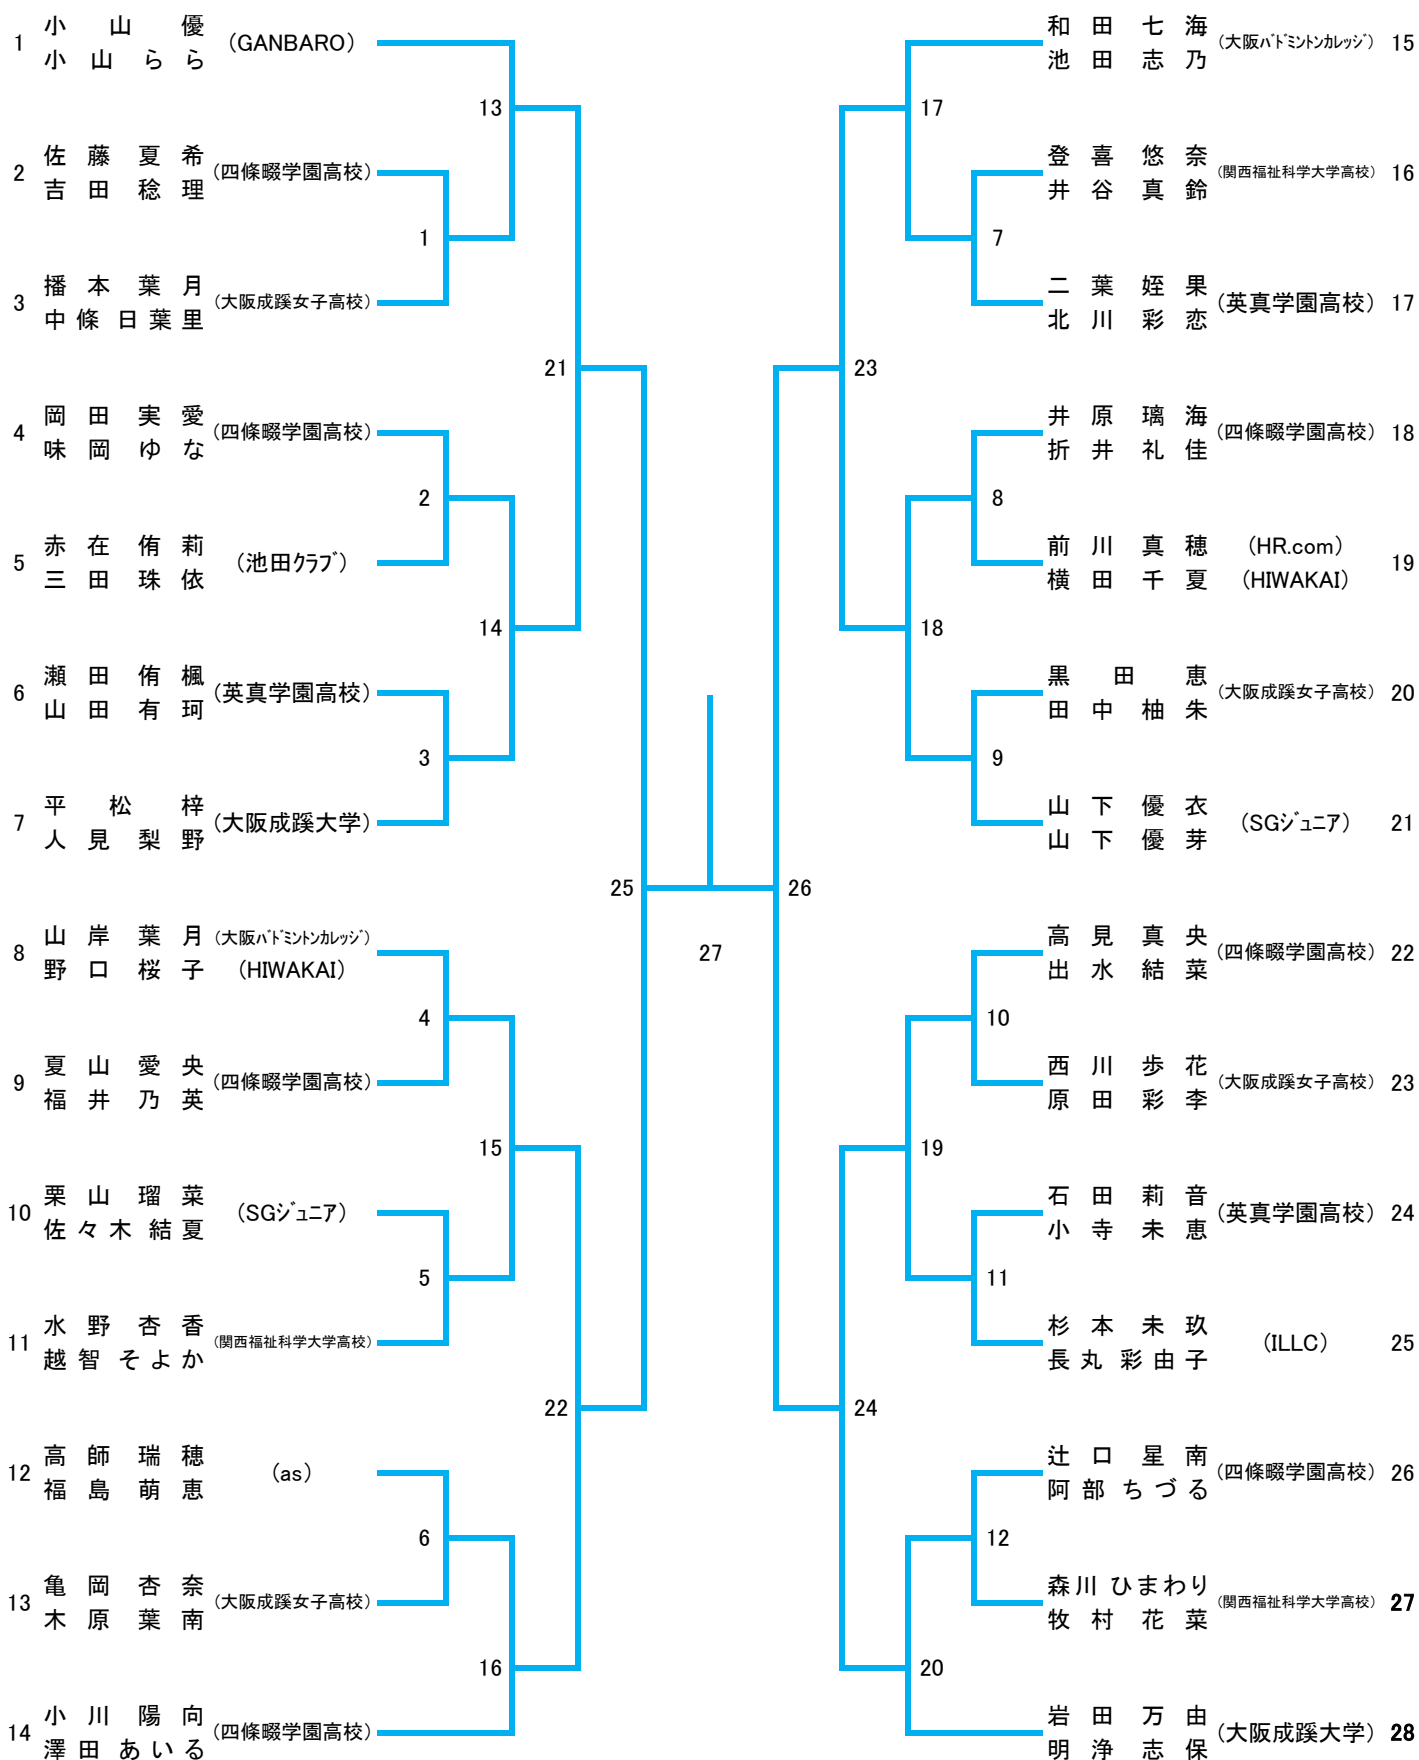 1 小山優 (GANBARO)
小山らら
13
2 佐藤夏希 (四條畷学園高校)
吉田稔理
1
3 播本葉月 (大阪成蹊女子高校)
中條日葉里
21
4 岡田実愛 (四條畷学園高校)
味岡ゆな
2
5 赤在侑莉 (池田ｸﾗﾌﾞ)
三田珠依
14
6 瀬田侑楓 (英真学園高校)
山田有珂
3
7 平松梓 (大阪成蹊大学)
人見梨野
25
8 山岸葉月 (大阪ﾊﾞﾄﾞﾐﾝﾄﾝｶﾚｯｼﾞ)
野口桜子 (HIWAKAI)
4
9 夏山愛央 (四條畷学園高校)
福井乃英
15
10 栗山瑠菜 (SGｼﾞｭﾆｱ)
佐々木結夏
5
11 水野杏香 (関西福祉科学大学高校)
越智そよか
22
12 高師瑞穂 (as)
福島萌恵
6
13 亀岡杏奈 (大阪成蹊女子高校)
木原葉南
16
14 小川陽向 (四條畷学園高校)
澤田あいる
27
和田七海 (大阪ﾊﾞﾄﾞﾐﾝﾄﾝｶﾚｯｼﾞ) 15
池田志乃
17
登喜悠奈 (関西福祉科学大学高校) 16
井谷真鈴
7
二葉姪果 (英真学園高校) 17
北川彩恋
23
井原璃海 (四條畷学園高校) 18
折井礼佳
8
前川真穂 (HR.com) 19
横田千夏 (HIWAKAI)
18
黒田恵 (大阪成蹊女子高校) 20
田中柚朱
9
山下優衣 (SGｼﾞｭﾆｱ) 21
山下優芽
26
高見真央 (四條畷学園高校) 22
出水結菜
10
西川歩花 (大阪成蹊女子高校) 23
原田彩李
19
石田莉音 (英真学園高校) 24
小寺未恵
11
杉本未玖 (ILLC) 25
長丸彩由子
24
辻口星南 (四條畷学園高校) 26
阿部ちづる
12
森川ひまわり (関西福祉科学大学高校) 27
牧村花菜
20
岩田万由 (大阪成蹊大学) 28
明浄志保